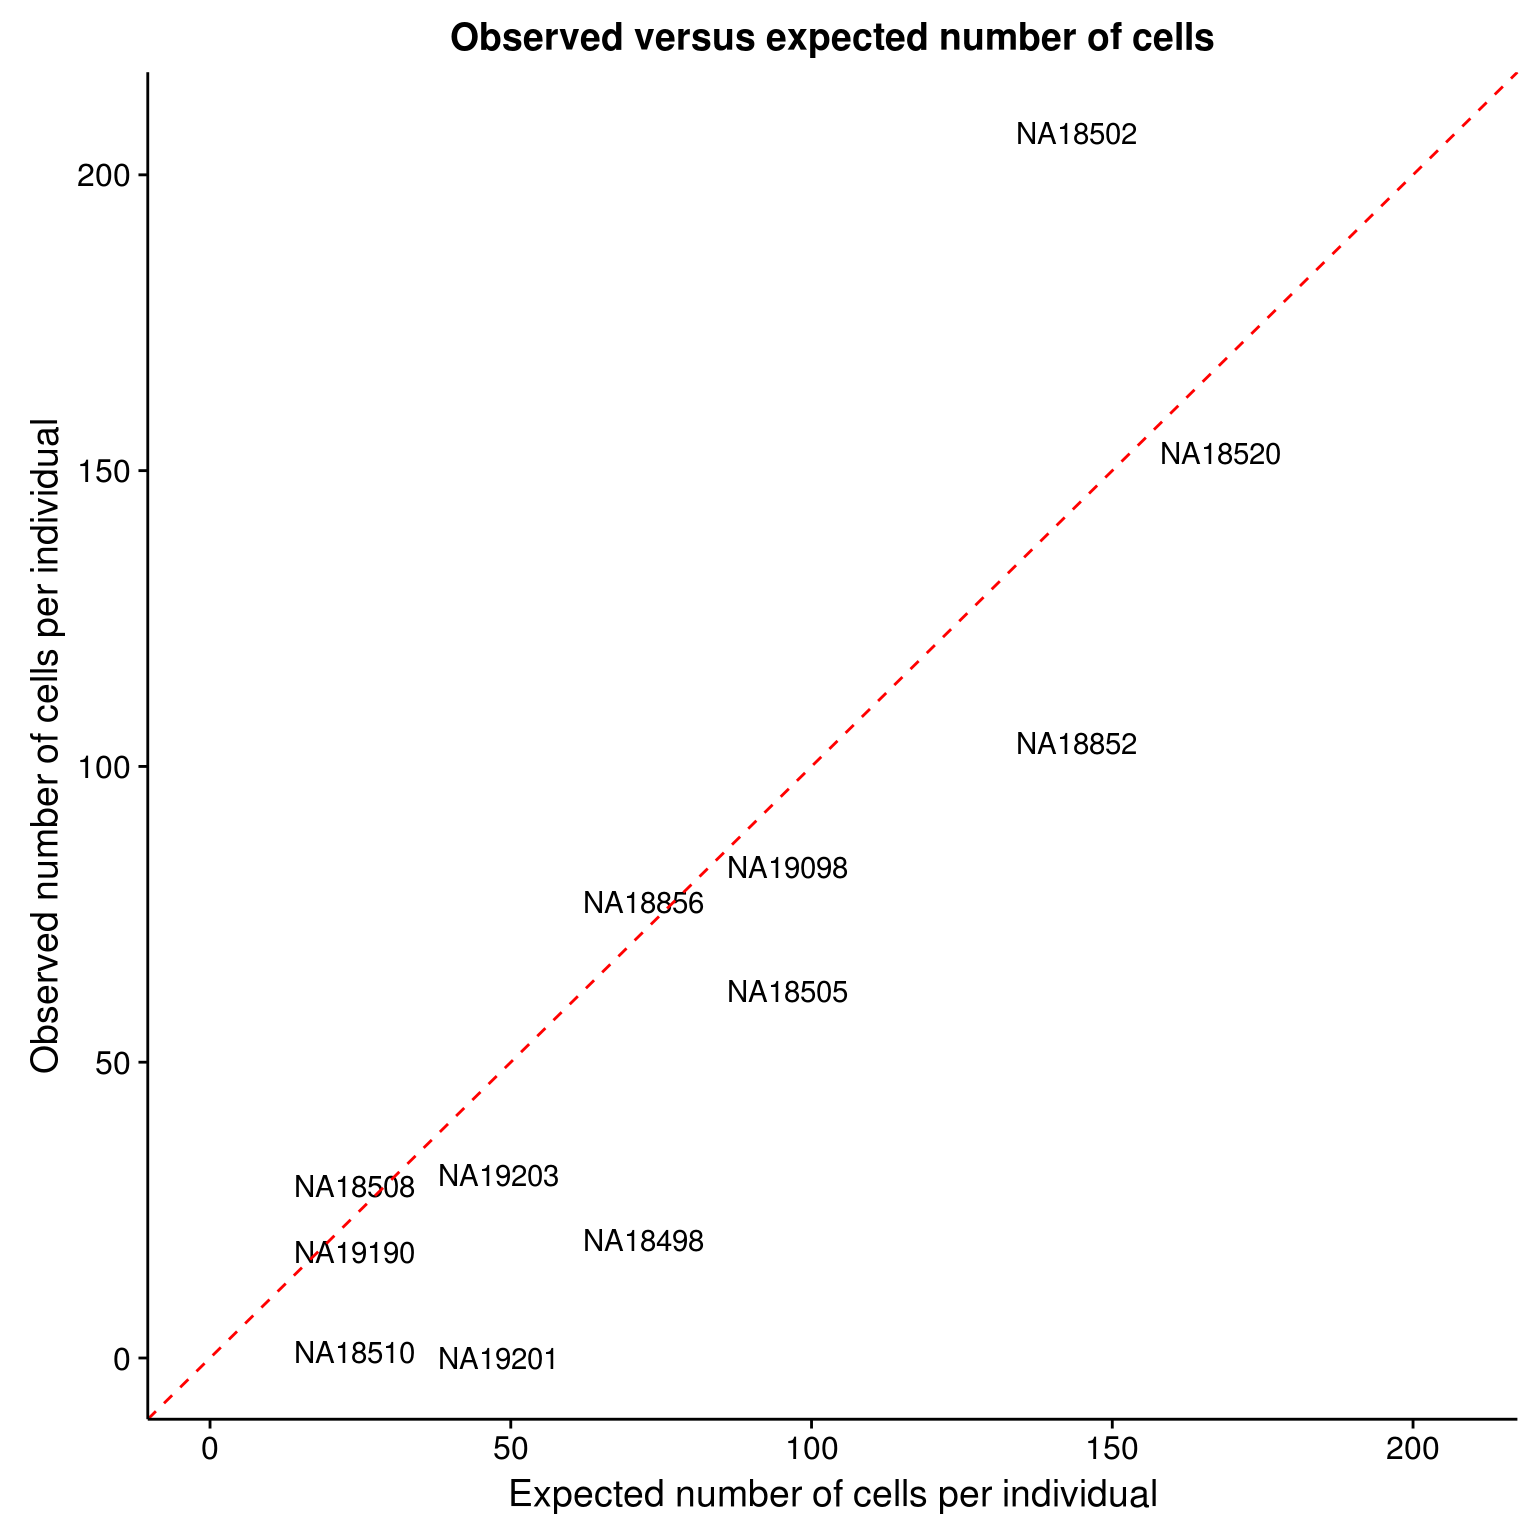 Observed versus expected number of cells
Observed number of cells per individual
200
150
100
50
0
NA18502
NA18520
NA18852
NA19098
NA18856
NA18505
NA18508
NA19203
NA18498
NA19190
NA18510
NA19201
0
50
100
150
200
Expected number of cells per individual